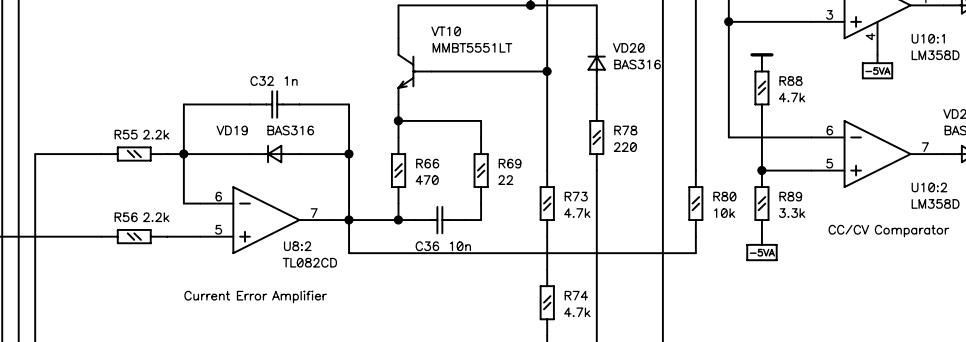 VT10
MMBT5551LT
C32 1n
VD19 BAS316
R55 2.2k
6
5
7
R56 2.2k
U8:2
TL082CD
Current Error Amplifier
R66
470
R69
22
C36 10n
VD20
BAS316
R78
220
R73
4.7k
R74
4.7k
R80
10k
3
4
-5VA
U10:1
LM358D
R88
4.7k
6
5
7
VD2
BAS
R89
3.3k
-5VA
U10:2
LM358D
CC/CV Comparator